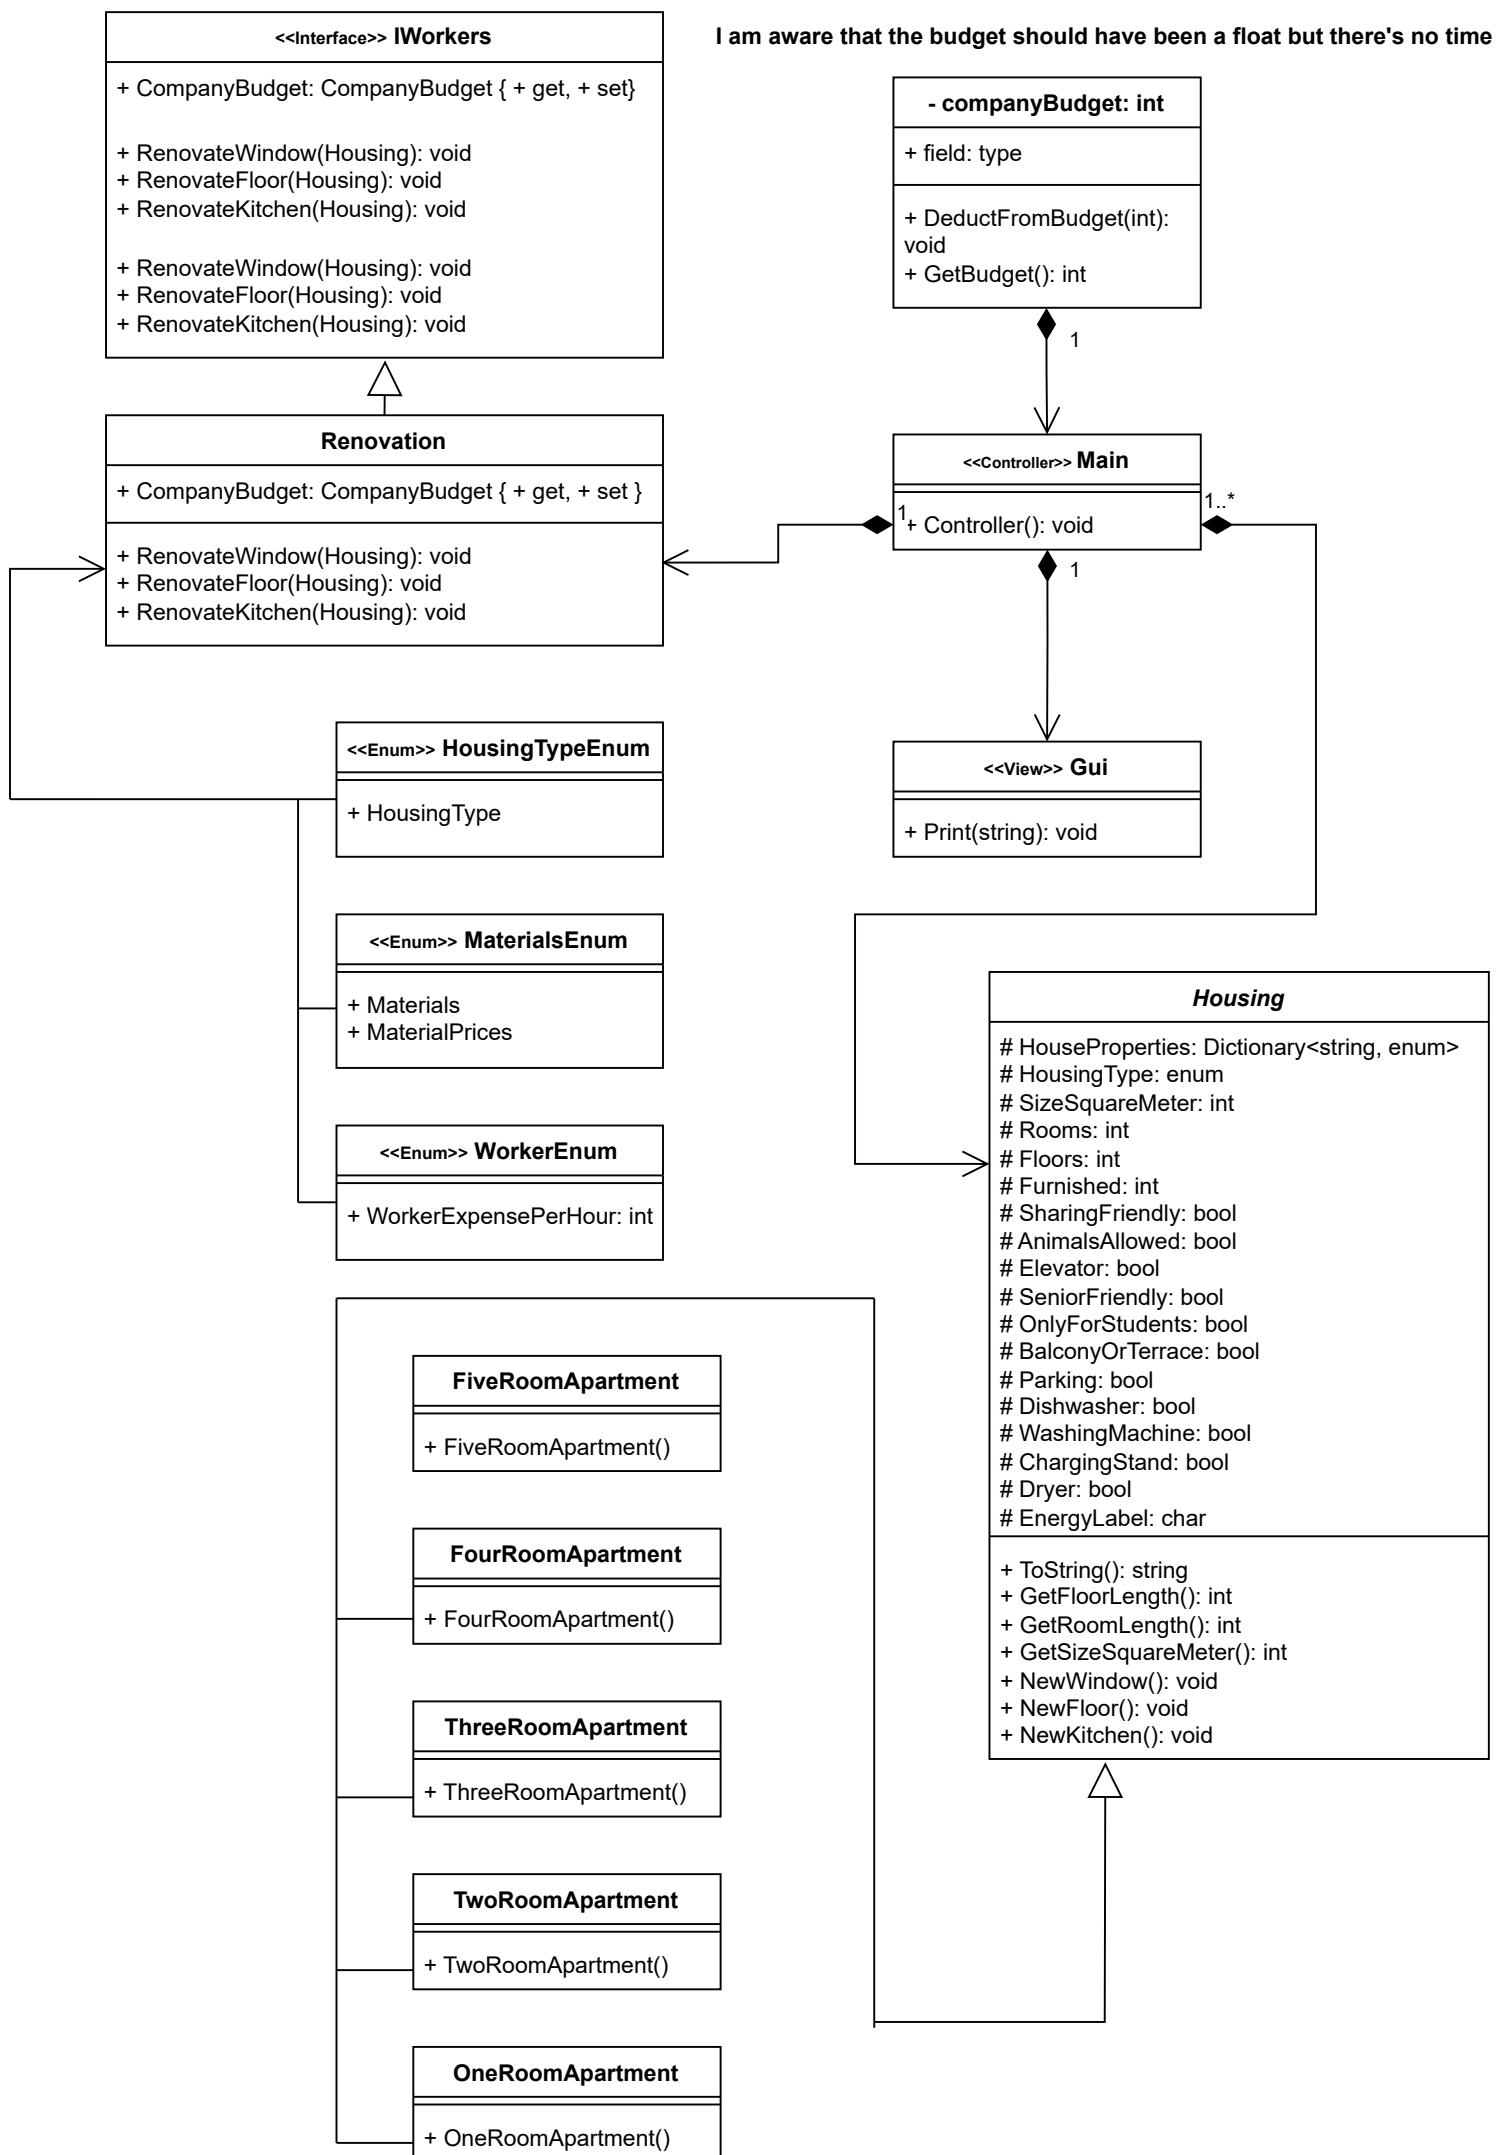 <<Interface>> IWorkers
+ CompanyBudget: CompanyBudget { + get, + set}
+ RenovateWindow(Housing): void
+ RenovateFloor(Housing): void
+ RenovateKitchen(Housing): void
+ RenovateWindow(Housing): void
+ RenovateFloor(Housing): void
+ RenovateKitchen(Housing): void
I am aware that the budget should have been a float but there's no time
- companyBudget: int
+ field: type
+ DeductFromBudget(int):
void
+ GetBudget(): int
1
Renovation
+ CompanyBudget: CompanyBudget { + get, + set }
+ RenovateWindow(Housing): void
+ RenovateFloor(Housing): void
+ RenovateKitchen(Housing): void
<<Controller>> Main
+ Controller(): void
1
1..*
1
<<Enum>> HousingTypeEnum
+ HousingType
<<View>> Gui
+ Print(string): void
<<Enum>> MaterialsEnum
+ Materials
+ MaterialPrices
<<Enum>> WorkerEnum
+ WorkerExpensePerHour: int
Housing
# HouseProperties: Dictionary<string, enum>
# HousingType: enum
# SizeSquareMeter: int
# Rooms: int
# Floors: int
# Furnished: int
# SharingFriendly: bool
# AnimalsAllowed: bool
# Elevator: bool
# SeniorFriendly: bool
# OnlyForStudents: bool
# BalconyOrTerrace: bool
# Parking: bool
# Dishwasher: bool
# WashingMachine: bool
# ChargingStand: bool
# Dryer: bool
# EnergyLabel: char
+ ToString(): string
+ GetFloorLength(): int
+ GetRoomLength(): int
+ GetSizeSquareMeter(): int
+ NewWindow(): void
+ NewFloor(): void
+ NewKitchen(): void
FiveRoomApartment
+ FiveRoomApartment()
FourRoomApartment
+ FourRoomApartment()
ThreeRoomApartment
+ ThreeRoomApartment()
TwoRoomApartment
+ TwoRoomApartment()
OneRoomApartment
+ OneRoomApartment()